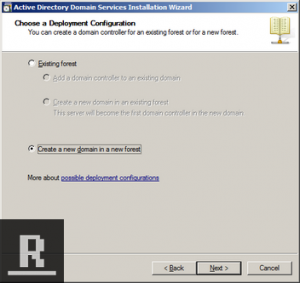 Active Directory Domain Services Installation Wizard
Choose a Deployment Configuration
You can create a domain controller for an existing forest or for a new forest.
Existing forest
Add a domain controller to an existing domain
Create a new domain in an existing forest
This server will become the first domain controller in the new domain.
Create a new domain in a new forest
More about possible deployment configurations
R
< Back Next > Cancel